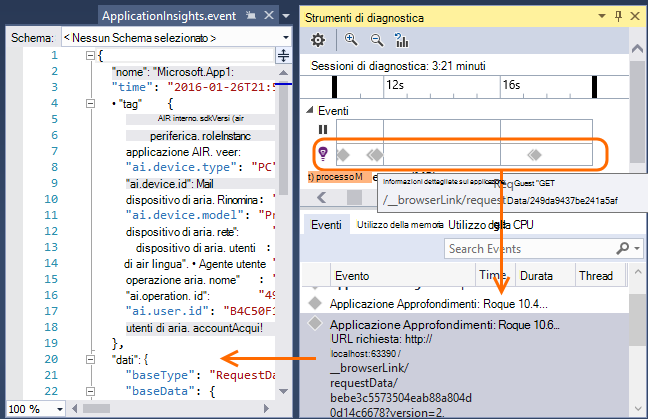 ApplicationInsights.event
Schema: < Nessun Schema selezionato >
1 {
2 "nome": "Microsoft.App1:
3 "time": "2016-01-26T21:5
4 • "tag" {
5 AIR interno. sdkVersi (air
6 periferica. roleInstanc
7 applicazione AIR. veer:
8 "ai.device.type": "PC"
9 "ai.device.id": Mail
10 dispositivo di aria. Rinomina: "
11 "ai.device.model": "Pr
12 dispositivo di aria. rete": "
13 dispositivo di aria. utenti :
14 di air lingua". • Agente utente "
15 operazione aria. nome" : "
16 "ai.operation. id": "49
17 "ai.user.id": "B4C50F1
18 utenti di aria. accountAcqui!
19 },
20 "dati": {
21 "baseType": "RequestDa
22 "baseData": {
100 %
Strumenti di diagnostica
Sessioni di diagnostica: 3:21 minuti
12s 16s
Eventi
t) processo M
Informazioni dettagliate sull applicazione Req Guest "GET
/__browserLink/requestData/249da9437be241a5af
Eventi Utilizzo della memoria Utilizzo della CPU
Search Events
Evento Time Durata Thread
Applicazione Approfondimenti: Roque 10.4...
Applicazione Approfondimenti: Roque 10.6...
URL richiesta: http://
localhost:63390 /
__browserLink/
requestData/
bebe3c5573504eab88a804d
0d14c6678?version=2.